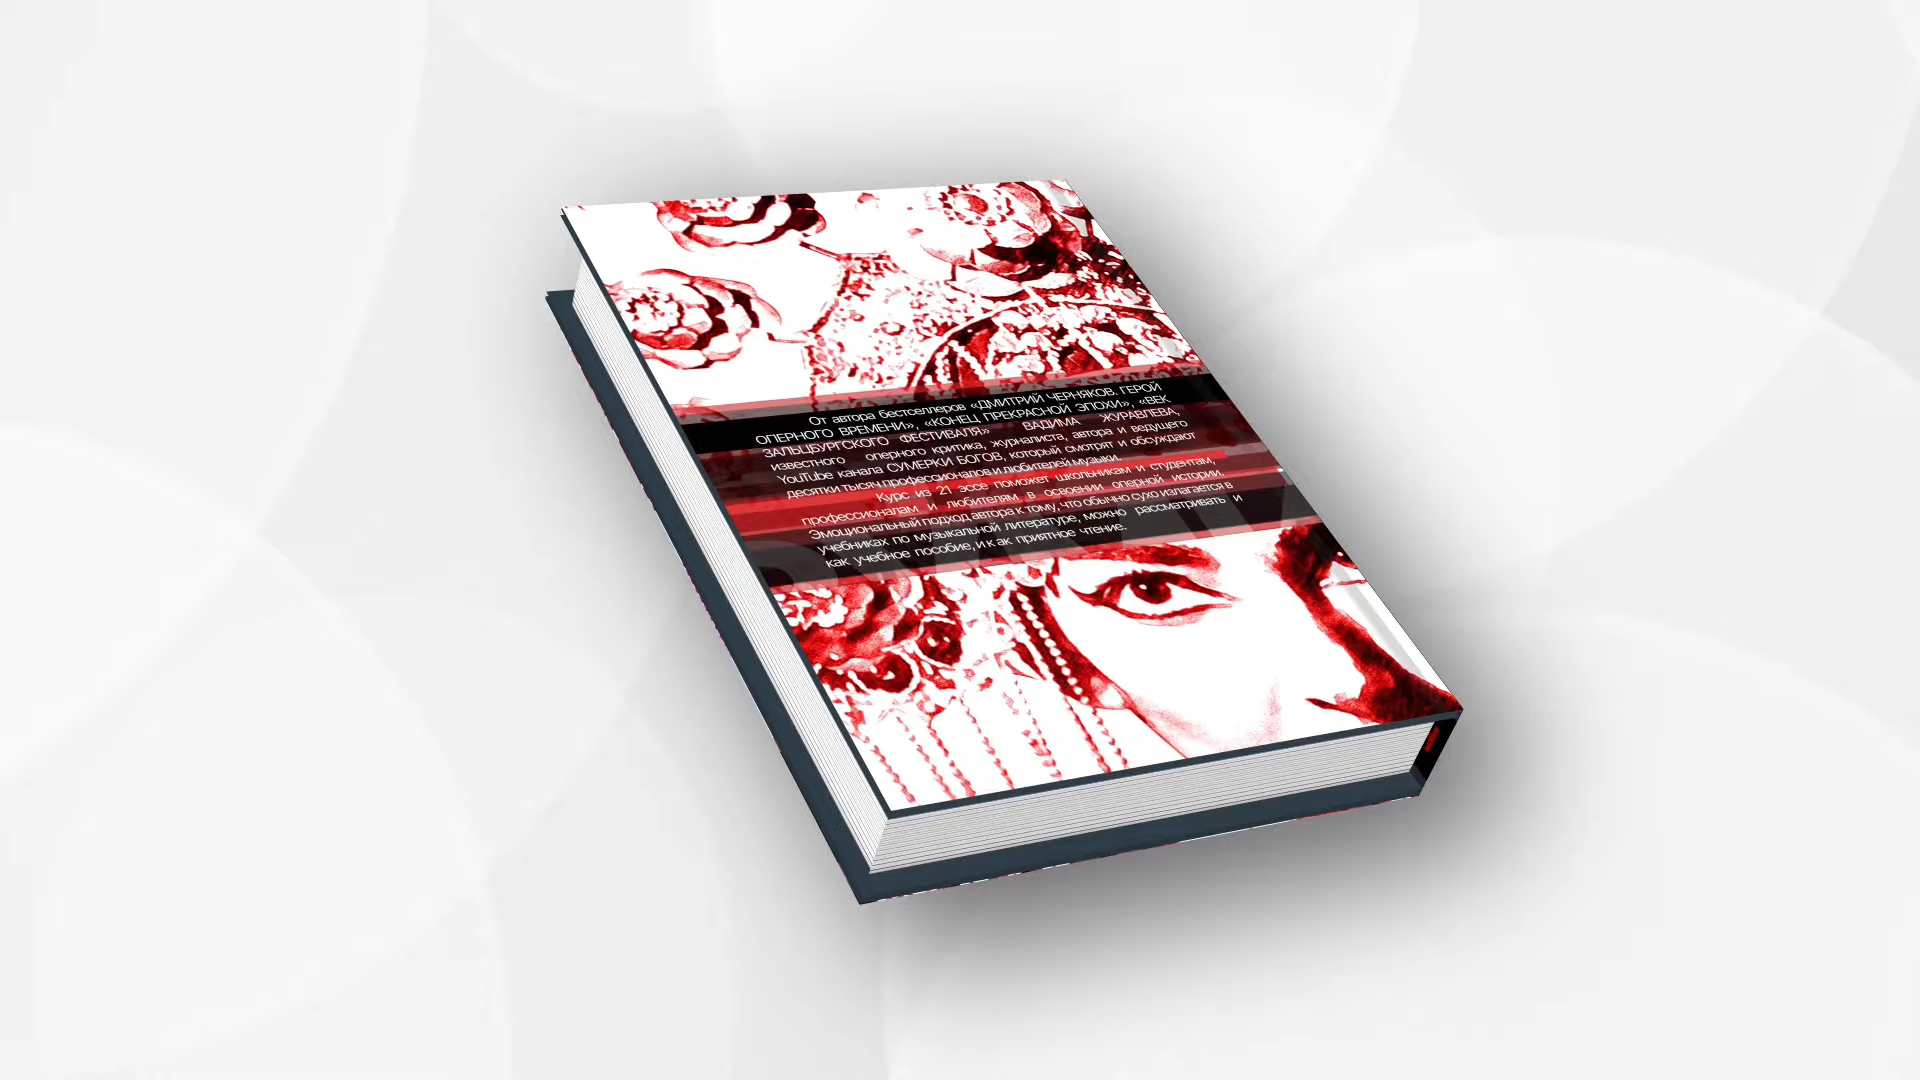 От автора бестселлеров «ДМИТРИЙ ЧЕРНЯКОВ. ГЕРОЙ
ОПЕРНОГО ВРЕМЕНИ», «КОНЕЦ ПРЕКРАСНОЙ ЭПОХИ», «ВЕК
ЗАЛЬЦБУРГСКОГО ФЕСТИВАЛЯ» ВАДИМА ЖУРАВЛЕВА,
известного оперного критика, журналиста, автора и ведущего
YouTube канала СУМЕРКИ БОГОВ, который смотрят и обсуждают
десятки тысяч профессионалов и любителей музыки.
Курс из 21 эссе поможет школьникам и студентам,
профессионалам и любителям в освоении оперной истории.
Эмоциональный подход автора к тому, что обычно сухо излагается в
учебниках по музыкальной литературе, можно рассматривать и
как учебное пособие, и к ак приятное чтение.